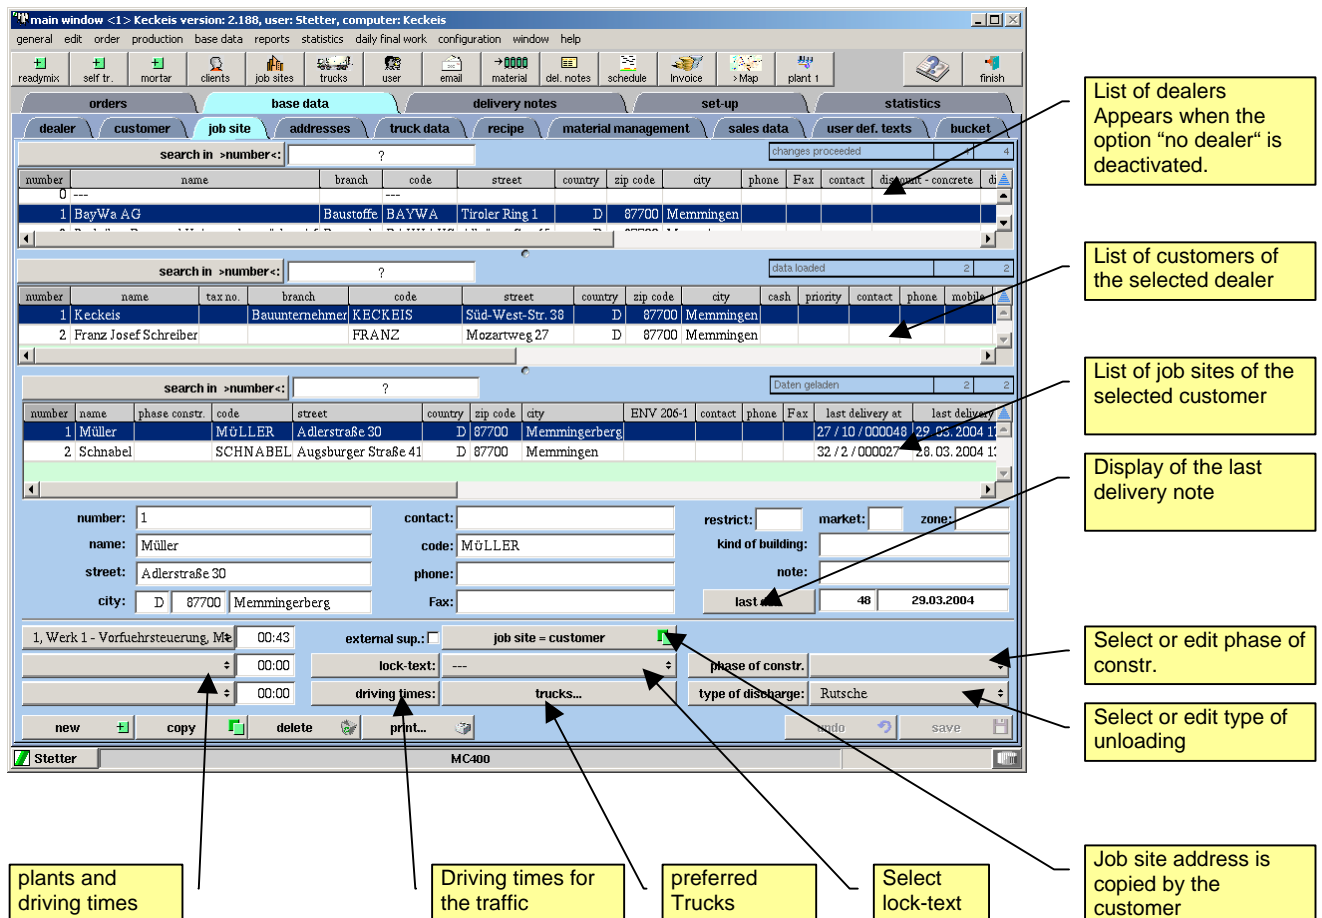 main window <1> Keckeis version: 2.188, user: Stetter, computer: Keckeis
general edit order production base data reports statistics daily final work configuration window help
readymix self tr. mortar clients job sites trucks user email material del. notes schedule Invoice >Map plant 1 finish
orders base data delivery notes set-up statistics
dealer customer job site addresses truck data recipe material management sales data user def. texts bucket
search in >number<: ? changes proceeded 4 4
number name branch code street country zip code city phone Fax contact discount - concrete di
0 --- ---
1 BayWa AG Baustoffe BAYWA Tiroler Ring 1 D 87700 Memmingen
search in >number<: ? data loaded 2 2
number name tax no. branch code street country zip code city cash priority contact phone mobile
1 Keckeis Bauunternehmer KECKEIS Süd-West-Str. 38 D 87700 Memmingen
2 Franz Josef Schreiber FRANZ Mozartweg 27 D 87700 Memmingen
search in >number<: ? Daten geladen 2 2
number name phase constr. code street country zip code city ENV 206-1 contact phone Fax last delivery at last delivery
1 Müller MÜLLER Adlerstraße 30 D 87700 Memmingerberg 27 / 10 / 000048 29. 03. 2004 1
2 Schnabel SCHNABEL Augsburger Straße 41 D 87700 Memmingen 32 / 2 / 000027 28. 03. 2004 1
number: 1 contact: restrict: market: zone:
name: Müller code: MÜLLER kind of building:
street: Adlerstraße 30 phone: note:
city: D 87700 Memmingerberg Fax: last 48 29.03.2004
1, Werk 1 - Vorfuehrsteuerung, Me 00:43 external sup.: job site = customer
00:00 lock-text: --- phase of constr.
00:00 driving times: trucks... type of discharge: Rutsche
new copy delete print... undo save
Stetter MC400
List of dealers
Appears when the
option “no dealer“ is
deactivated.
List of customers of
the selected dealer
List of job sites of the
selected customer
Display of the last
delivery note
Select or edit phase of
constr.
Select or edit type of
unloading
Job site address is
copied by the
customer
plants and
driving times
Driving times for
the traffic
preferred
Trucks
Select
lock-text